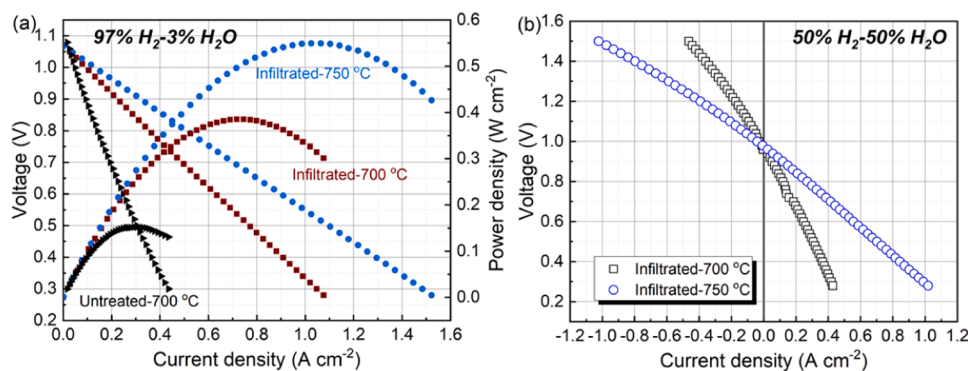 (a)
97% H₂-3% H₂O
Infiltrated-750 °C
Infiltrated-700 °C
Untreated-700 °C
1.1
1.0
0.9
0.8
0.7
0.6
0.5
0.4
0.3
0.2
Voltage (V)
0.0 0.2 0.4 0.6 0.8 1.0 1.2 1.4 1.6
Current density (A cm⁻²)
0.6
0.5
0.4
0.3
0.2
0.1
0.0
Power density (W cm⁻²)
(b)
50% H₂-50% H₂O
1.6
1.4
1.2
1.0
0.8
0.6
0.4
0.2
Voltage (V)
Infiltrated-700 °C
Infiltrated-750 °C
-1.2 -1.0 -0.8 -0.6 -0.4 -0.2 0.0 0.2 0.4 0.6 0.8 1.0 1.2
Current density (A cm⁻²)